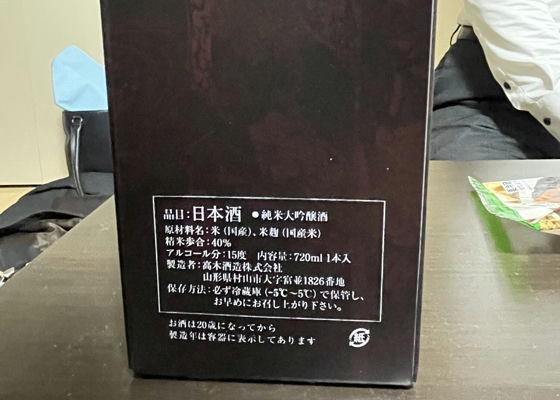 品目:日本酒 ●純米大吟醸酒
原材料名:米(国産)、米麹(国産米)
精米歩合:40%
アルコール分:15度 内容量:720ml 1本入
製造者:高木酒造株式会社
山形県村山市大字富並1826番地
保存方法:必ず冷蔵庫(-5℃〜5℃)で保管し、
お早めにお召し上がり下さい。
お酒は20歳になってから
製造年は容器に表示してあります
紙